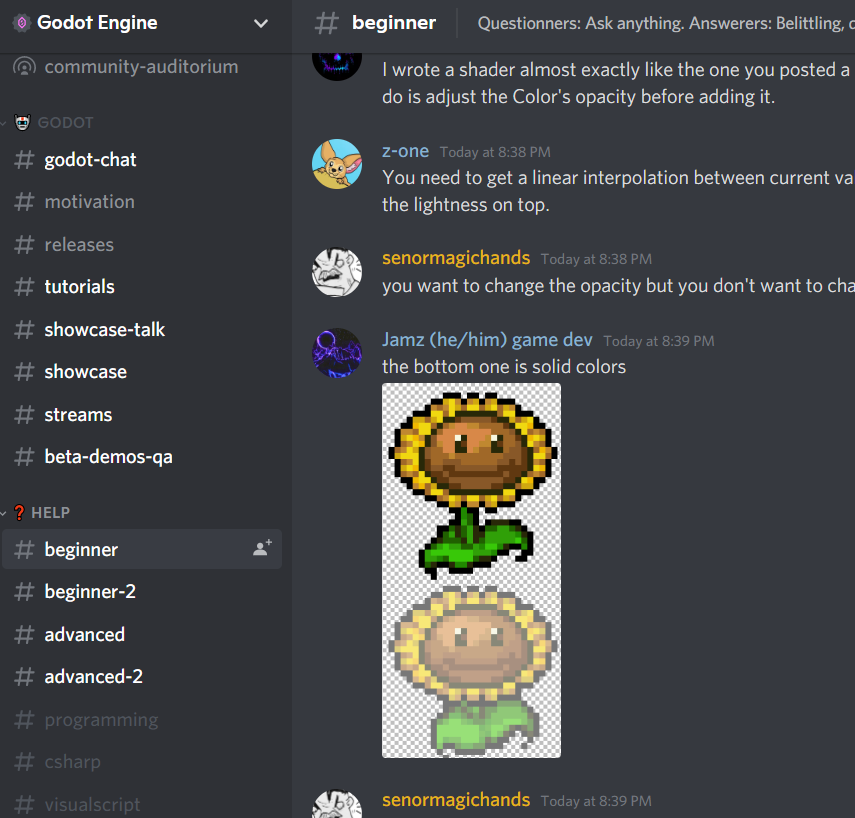 Godot Engine
community-auditorium
GODOT
godot-chat
motivation
releases
tutorials
showcase-talk
showcase
streams
beta-demos-qa
HELP
beginner
beginner-2
advanced
advanced-2
programming
csharp
visualscript
beginner
Questionners: Ask anything. Answerers: Belittling,
I wrote a shader almost exactly like the one you posted a
do is adjust the Color's opacity before adding it.
z-one Today at 8:38 PM
You need to get a linear interpolation between current va
the lightness on top.
senormagichands Today at 8:38 PM
you want to change the opacity but you don't want to cha
Jamz (he/him) game dev Today at 8:39 PM
the bottom one is solid colors
senormagichands Today at 8:39 PM